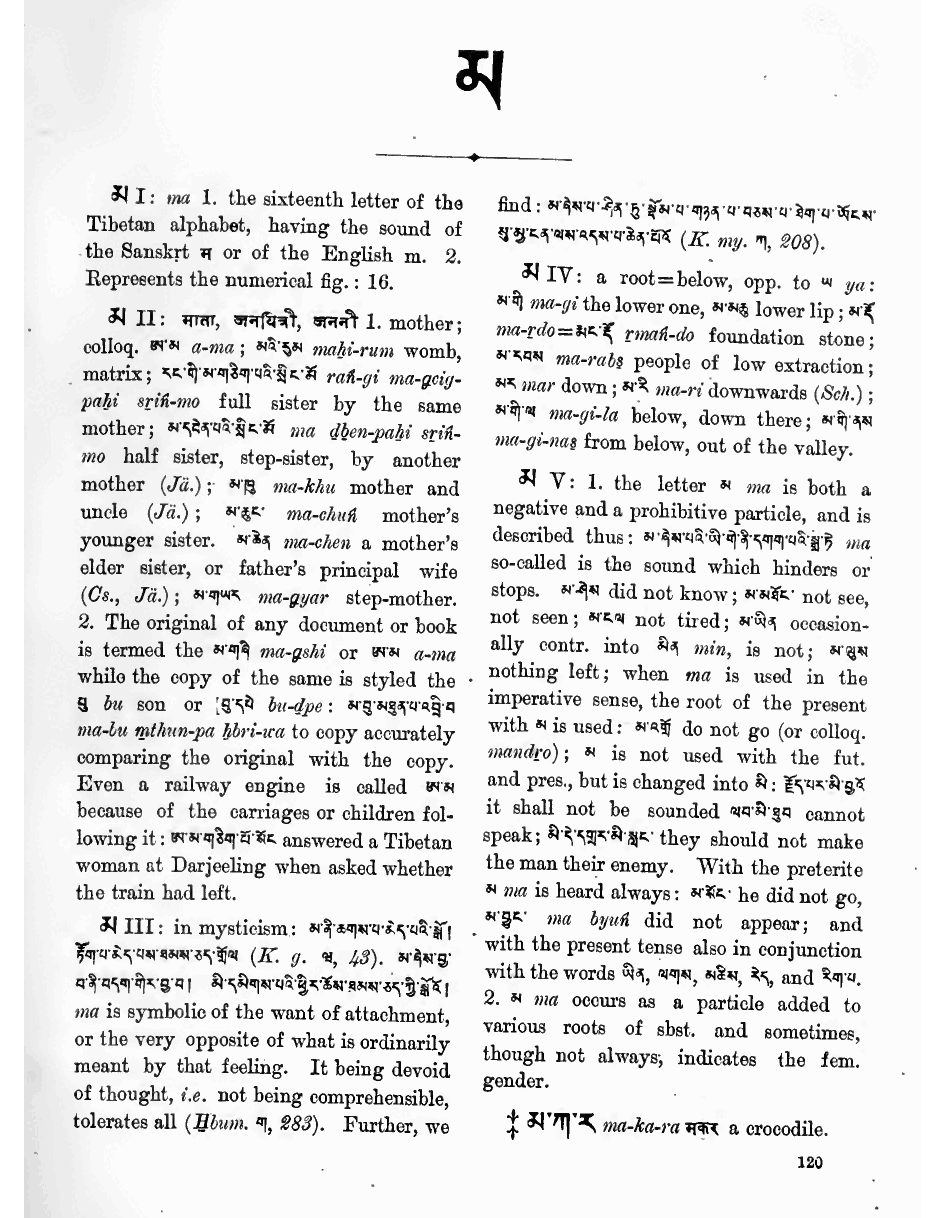 མ
མ I: ma 1. the sixteenth letter of the
Tibetan alphabet, having the sound of
the Sanskṛt म or of the English m. 2.
Represents the numerical fig.: 16.
མ II: माता, जनयित्री, जननी 1. mother;
colloq. ཨ་མ a-ma; མའི་རུམ maḥi-rum womb,
matrix; རང་གི་མ་གཅིག་པའི་སྲིང་མོ raṅ-gi ma-gcig-
paḥi sriṅ-mo full sister by the same
mother; མ་དབེན་པའི་སྲིང་མོ ma dben-paḥi sriṅ-
mo half sister, step-sister, by another
mother (Jä.); མ་ཁུ ma-khu mother and
uncle (Jä.); མ་ཆུང་ ma-chuṅ mother's
younger sister. མ་ཆེན ma-chen a mother's
elder sister, or father's principal wife
(Cs., Jä.); མ་གཡར ma-gyar step-mother.
2. The original of any document or book
is termed the མ་གཞི ma-gshi or ཨ་མ a-ma
while the copy of the same is styled the
བུ bu son or [བུ་དཔེ bu-dpe: མ་བུ་མཐུན་པ་འབྲི་བ
ma-bu mthun-pa ḥbri-wa to copy accurately
comparing the original with the copy.
Even a railway engine is called ཨ་མ
because of the carriages or children fol-
lowing it: ཨ་མ་གཅིག་པོ་སོང answered a Tibetan
woman at Darjeeling when asked whether
the train had left.
མ III: in mysticism: མ་ནི་ཆགས་པ་མེད་པའི་སྒོ།
རྟོག་པ་མེད་པས་ཐམས་ཅད་གྲོལ (K. g. 43). མ་ཞེས་བྱ་
བ་ནི་བདག་གིར་བྱ་བ། མི་དམིགས་པའི་ཕྱིར་ཆོས་ཐམས་ཅད་ཀྱི་སྒོའོ།
ma is symbolic of the want of attachment,
or the very opposite of what is ordinarily
meant by that feeling. It being devoid
of thought, i.e. not being comprehensible,
tolerates all (Ḥbum. ག, 283). Further, we
find: མ་ཞེས་པ་ཤིན་ཏུ་སྡོམ་པ་གཉན་པ་བཅས་པ་ཤེག་པ་ཡོངས་
(K. my. ག, 208).
མ IV: a root=below, opp. to ཡ ya:
མ་གི ma-gi the lower one, མ་མཆུ lower lip; མ་རྡོ
ma-rdo=མང་རྡོ rmaṅ-do foundation stone;
མ་རབས ma-rabs people of low extraction;
མར mar down; མ་རི ma-ri downwards (Sch.);
མ་གི་ལ ma-gi-la below, down there; མ་གི་ནས
ma-gi-nas from below, out of the valley.
མ V: 1. the letter མ ma is both a
negative and a prohibitive particle, and is
described thus: མ་ཞེས་པའི་ཡི་གེ་ནི་དགག་པའི་སྒྲ་སྟེ ma
so-called is the sound which hinders or
stops. མ་ཤེས did not know; མ་མཐོང་ not see,
not seen; མ་ངལ not tired; མ་ཡིན occasion-
ally contr. into མིན min, is not; མ་ལུས
nothing left; when ma is used in the
imperative sense, the root of the present
with མ is used: མ་འགྲོ do not go (or colloq.
mandro); མ is not used with the fut.
and pres., but is changed into མི: རྗོད་པར་མི་བྱའོ
it shall not be sounded ལབ་མི་ཐུབ cannot
speak; མི་དེ་དགྲར་མི་སླང་ they should not make
the man their enemy. With the preterite
མ ma is heard always: མ་སོང་ he did not go,
མ་བྱུང་ ma byuṅ did not appear; and
with the present tense also in conjunction
with the words ཡིན, ལགས, མཆིས, རེད, and རིག་པ.
2. མ ma occurs as a particle added to
various roots of sbst. and sometimes,
though not always, indicates the fem.
gender.
‡ མ་ཀ་ར ma-ka-ra मकर a crocodile.
120